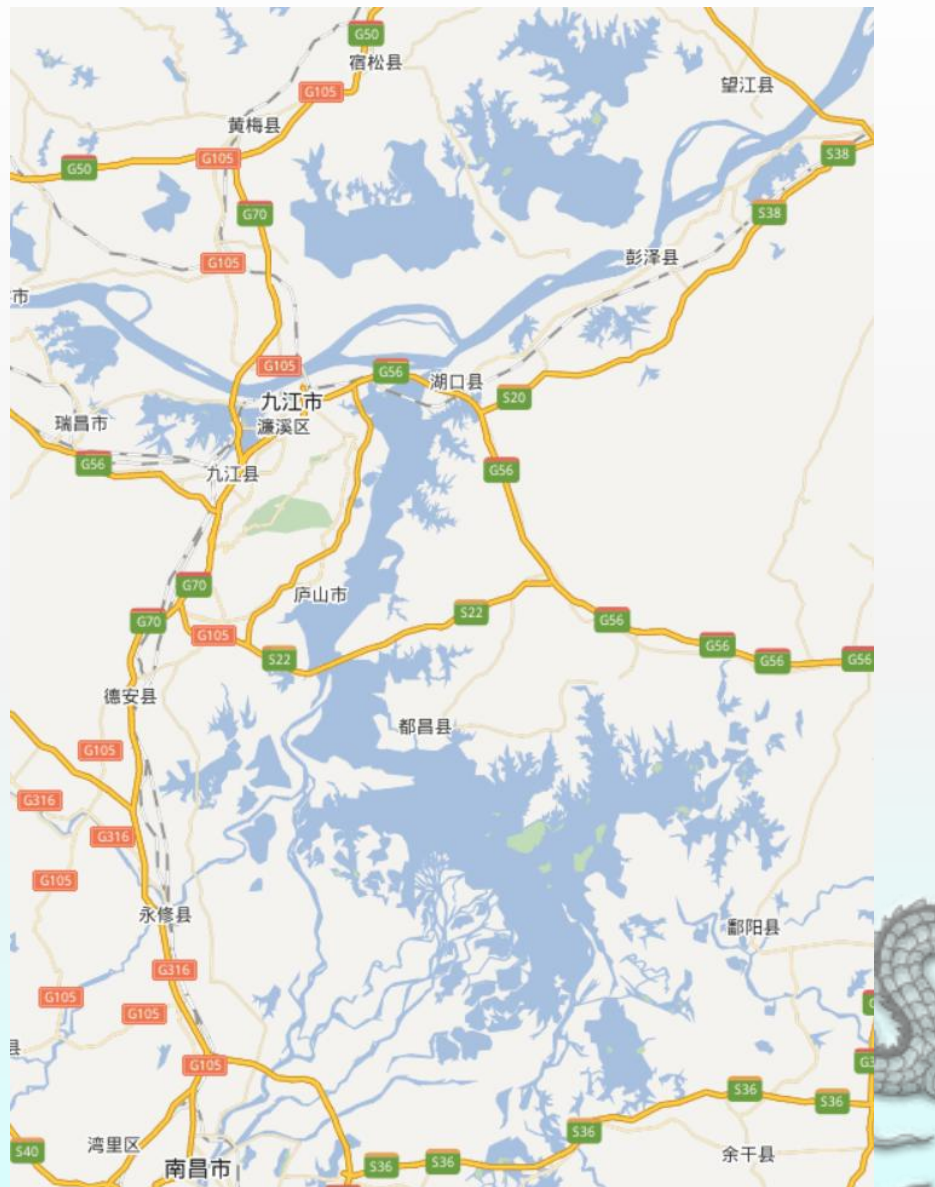 G50
宿松县
望江县
G105
黄梅县
S38
G105
G50
G70
S38
彭泽县
G105
市
G105
G56
湖口县
九江市
S20
瑞昌市
濂溪区
G56
九江县
G56
G70
庐山市
S22
G70
G56
G105
G56
S22
G56
G56
德安县
都昌县
G105
G316
G316
G105
永修县
鄱阳县
G316
G105
G105
县
G105
S36
S36
S36
湾里区
S40
余干县
南昌市
S36
S36